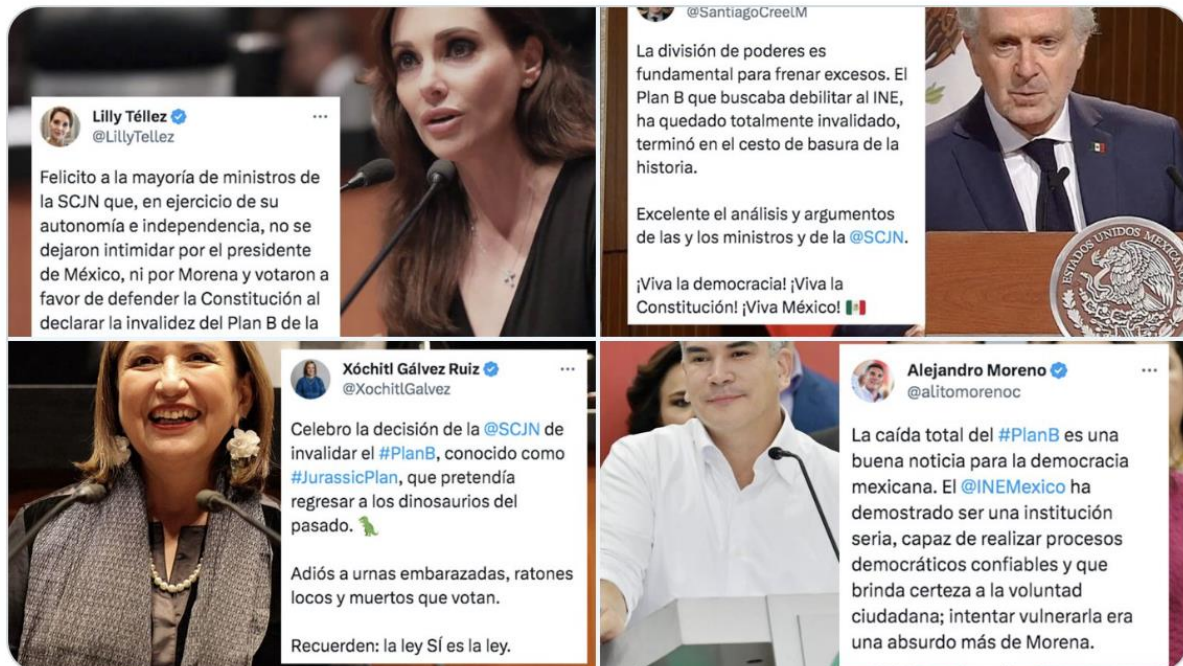 Lilly Téllez
@LillyTellez
Felicito a la mayoría de ministros de
la SCJN que, en ejercicio de su
autonomía e independencia, no se
dejaron intimidar por el presidente
de México, ni por Morena y votaron a
favor de defender la Constitución al
declarar la invalidez del Plan B de la
@SantiagoCreelM
La división de poderes es
fundamental para frenar excesos. El
Plan B que buscaba debilitar al INE,
ha quedado totalmente invalidado,
terminó en el cesto de basura de la
historia.
Excelente el análisis y argumentos
de las y los ministros y de la @SCJN.
¡Viva la democracia! ¡Viva la
Constitución! ¡Viva México! 🇲🇽
ESTADOS UNIDOS MEXICANOS
Xóchitl Gálvez Ruiz
@XochitlGalvez
Celebro la decisión de la @SCJN de
invalidar el #PlanB, conocido como
#JurassicPlan, que pretendía
regresar a los dinosaurios del
pasado. 🦖
Adiós a urnas embarazadas, ratones
locos y muertos que votan.
Recuerden: la ley SÍ es la ley.
Alejandro Moreno
@alitomorenoc
La caída total del #PlanB es una
buena noticia para la democracia
mexicana. El @INEMexico ha
demostrado ser una institución
seria, capaz de realizar procesos
democráticos confiables y que
brinda certeza a la voluntad
ciudadana; intentar vulnerarla era
una absurdo más de Morena.